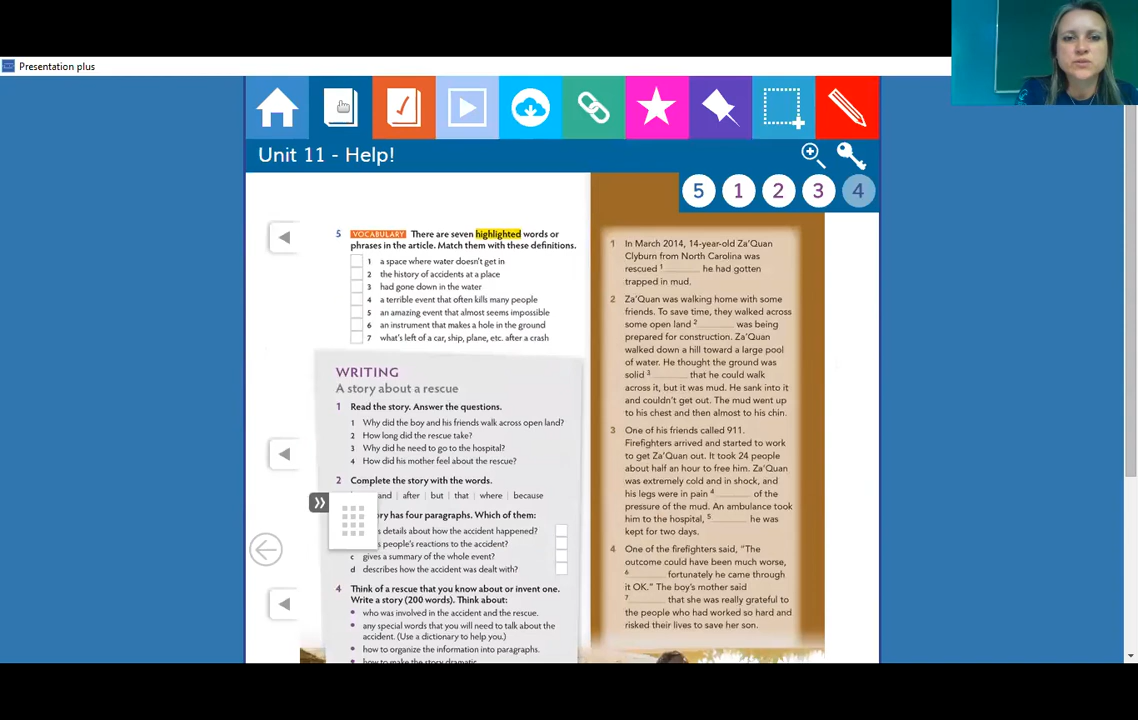 Presentation plus
Unit 11 - Help!
5 1 2 3 4
5 VOCABULARY There are seven highlighted words or
phrases in the article. Match them with these definitions.
1 a space where water doesn't get in
2 the history of accidents at a place
3 had gone down in the water
4 a terrible event that often kills many people
5 an amazing event that almost seems impossible
6 an instrument that makes a hole in the ground
7 what's left of a car, ship, plane, etc. after a crash
WRITING
A story about a rescue
1 Read the story. Answer the questions.
1 Why did the boy and his friends walk across open land?
2 How long did the rescue take?
3 Why did he need to go to the hospital?
4 How did his mother feel about the rescue?
2 Complete the story with the words.
and | after | but | that | where | because
ory has four paragraphs. Which of them:
s details about how the accident happened?
s people's reactions to the accident?
c gives a summary of the whole event?
d describes how the accident was dealt with?
4 Think of a rescue that you know about or invent one.
Write a story (200 words). Think about:
• who was involved in the accident and the rescue.
• any special words that you will need to talk about the
accident. (Use a dictionary to help you.)
• how to organize the information into paragraphs.
• how to make the story dramatic
1 In March 2014, 14-year-old Za'Quan
Clyburn from North Carolina was
rescued 1 ______ he had gotten
trapped in mud.
2 Za'Quan was walking home with some
friends. To save time, they walked across
some open land 2 ______ was being
prepared for construction. Za'Quan
walked down a hill toward a large pool
of water. He thought the ground was
solid 3 ______ that he could walk
across it, but it was mud. He sank into it
and couldn't get out. The mud went up
to his chest and then almost to his chin.
3 One of his friends called 911.
Firefighters arrived and started to work
to get Za'Quan out. It took 24 people
about half an hour to free him. Za'Quan
was extremely cold and in shock, and
his legs were in pain 4 ______ of the
pressure of the mud. An ambulance took
him to the hospital, 5 ______ he was
kept for two days.
4 One of the firefighters said, "The
outcome could have been much worse,
6 ______ fortunately he came through
it OK." The boy's mother said
7 ______ that she was really grateful to
the people who had worked so hard and
risked their lives to save her son.